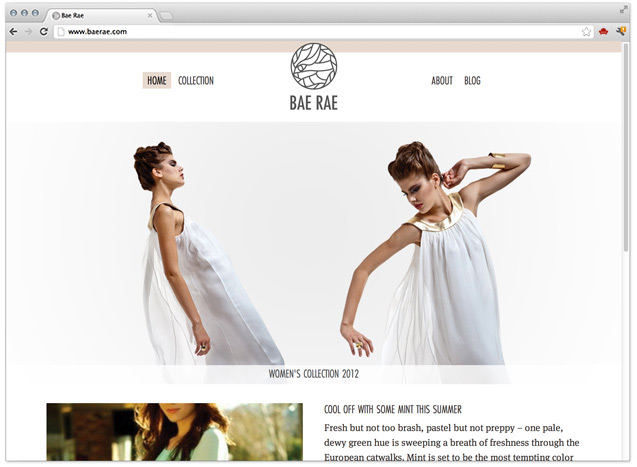 Bae Rae
www.baerae.com
HOME COLLECTION
BAE RAE
ABOUT BLOG
WOMEN'S COLLECTION 2012
COOL OFF WITH SOME MINT THIS SUMMER
Fresh but not too brash, pastel but not preppy – one pale,
dewy green hue is sweeping a breath of freshness through the
European catwalks. Mint is set to be the most tempting color